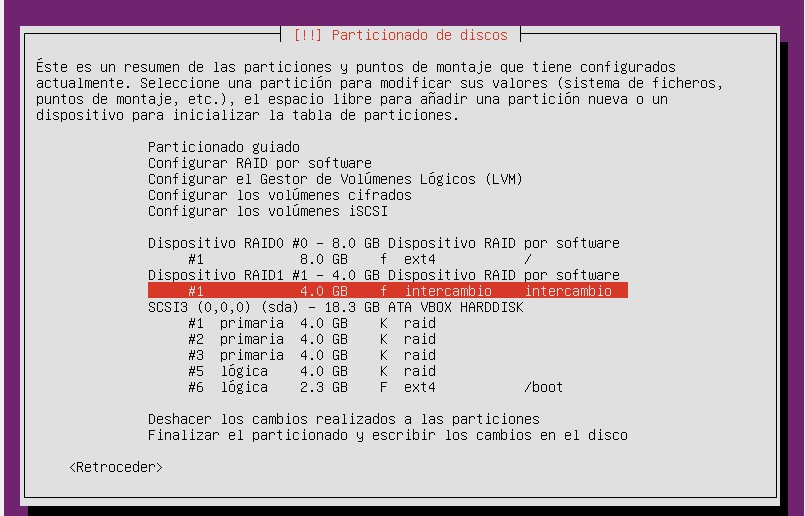 [!!] Particionado de discos
Éste es un resumen de las particiones y puntos de montaje que tiene configurados
actualmente. Seleccione una partición para modificar sus valores (sistema de ficheros,
puntos de montaje, etc.), el espacio libre para añadir una partición nueva o un
dispositivo para inicializar la tabla de particiones.
Particionado guiado
Configurar RAID por software
Configurar el Gestor de Volúmenes Lógicos (LVM)
Configurar los volúmenes cifrados
Configurar los volúmenes iSCSI
Dispositivo RAID0 #0 - 8.0 GB Dispositivo RAID por software
#1 8.0 GB f ext4 /
Dispositivo RAID1 #1 - 4.0 GB Dispositivo RAID por software
#1 4.0 GB f intercambio intercambio
SCSI3 (0,0,0) (sda) - 18.3 GB ATA VBOX HARDDISK
#1 primaria 4.0 GB K raid
#2 primaria 4.0 GB K raid
#3 primaria 4.0 GB K raid
#5 lógica 4.0 GB K raid
#6 lógica 2.3 GB F ext4 /boot
Deshacer los cambios realizados a las particiones
Finalizar el particionado y escribir los cambios en el disco
<Retroceder>